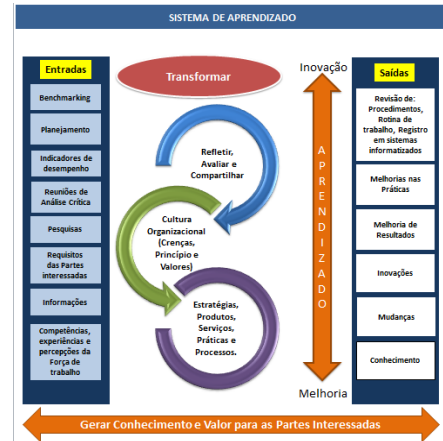 SISTEMA DE APRENDIZADO
Entradas
Benchmarking
Planejamento
Indicadores de
desempenho
Reuniões de
Análise Crítica
Pesquisas
Requisitos
das Partes
interessadas
Informações
Competências,
experiências e
percepções da
Força de
trabalho
Transformar
Refletir,
Avaliar e
Compartilhar
Cultura
Organizacional
(Crenças,
Princípio e
Valores)
Estratégias,
Produtos,
Serviços,
Práticas e
Processos.
Inovação
APRENDIZADO
Melhoria
Saídas
Revisão de:
Procedimentos,
Rotina de
trabalho, Registro
em sistemas
informatizados
Melhorias nas
Práticas
Melhoria de
Resultados
Inovações
Mudanças
Conhecimento
Gerar Conhecimento e Valor para as Partes Interessadas